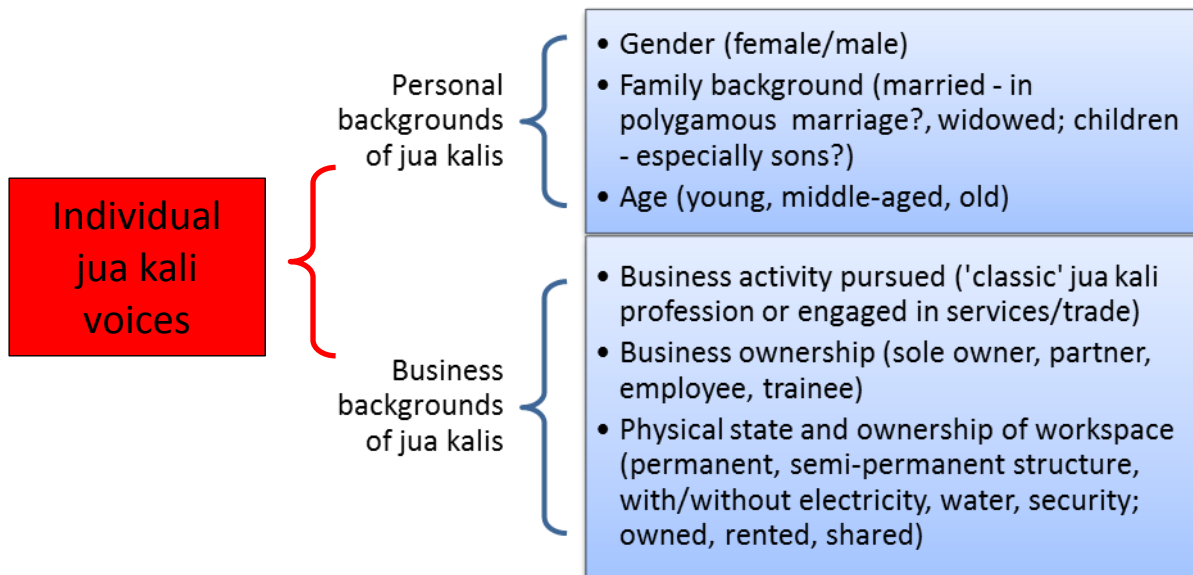 Individual
jua kali
voices
Personal
backgrounds
of jua kalis
• Gender (female/male)
• Family background (married - in
polygamous marriage?, widowed; children
- especially sons?)
• Age (young, middle-aged, old)
Business
backgrounds
of jua kalis
• Business activity pursued ('classic' jua kali
profession or engaged in services/trade)
• Business ownership (sole owner, partner,
employee, trainee)
• Physical state and ownership of workspace
(permanent, semi-permanent structure,
with/without electricity, water, security;
owned, rented, shared)